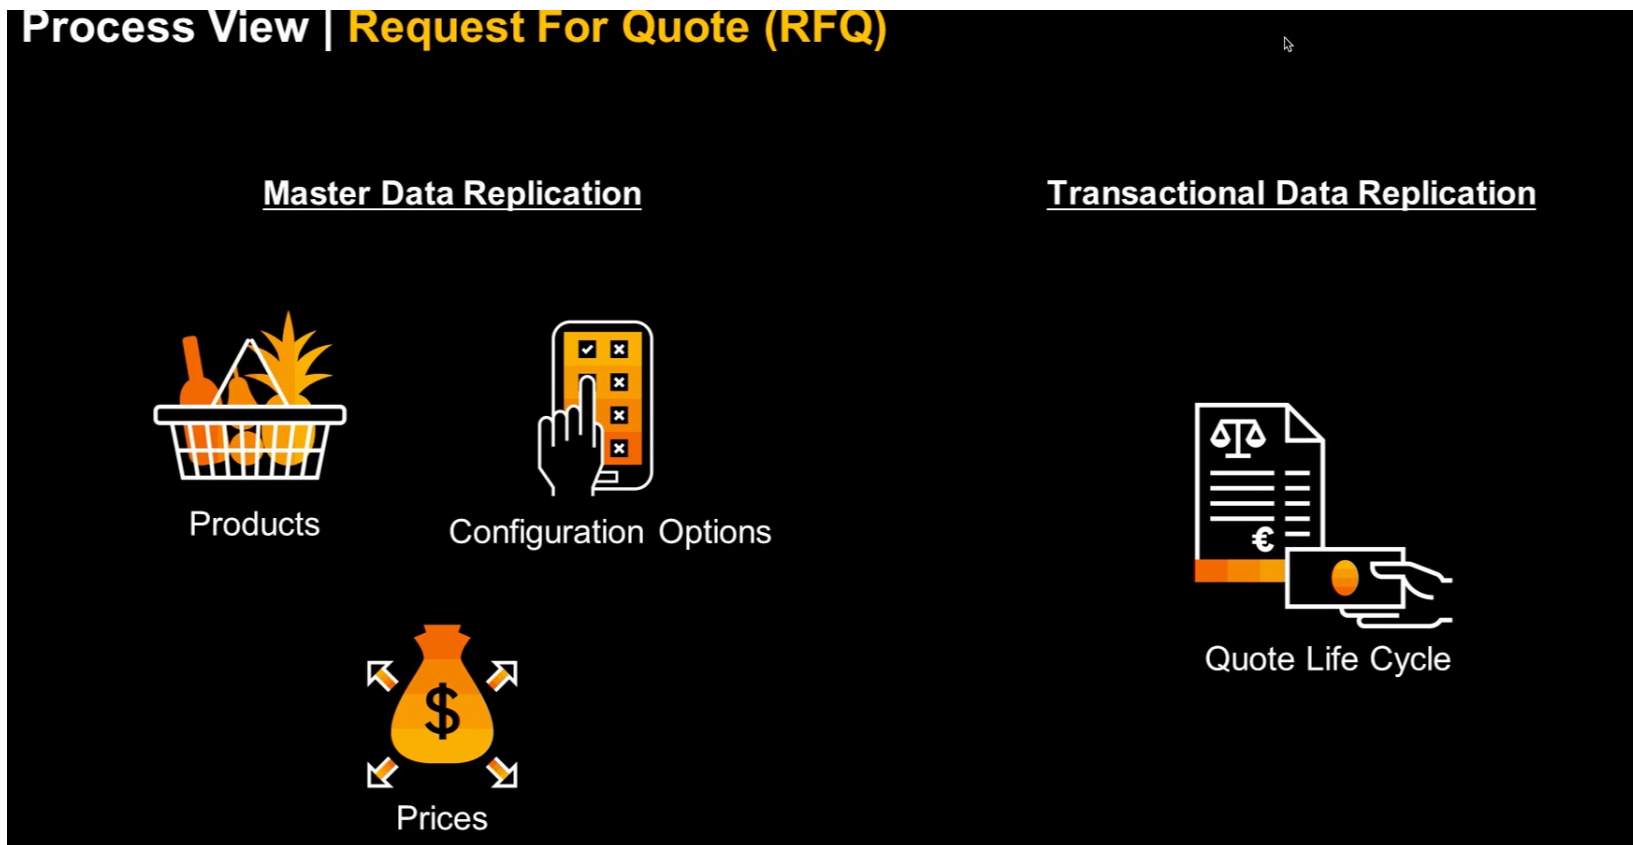 Process View | Request For Quote (RFQ)
Master Data Replication
Transactional Data Replication
Products
Configuration Options
€
Quote Life Cycle
$
Prices